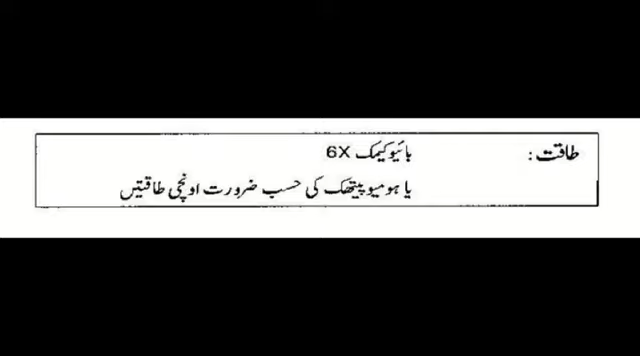 طاقت : بائیوکیمک 6X
یا ہومیوپیتھک کی حسب ضرورت اونچی طاقتیں